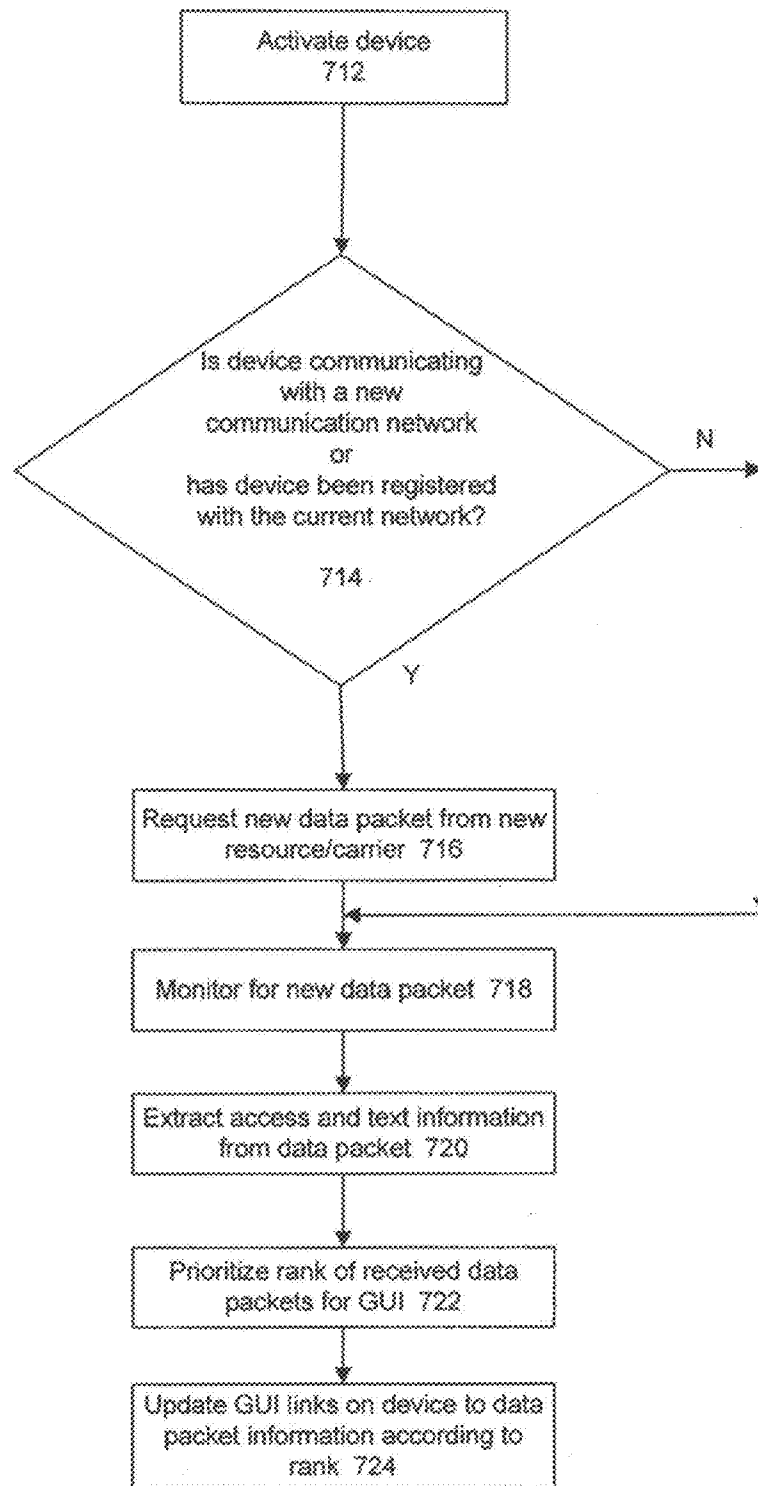 Activate device
712
Is device communicating
with a new
communication network
or
has device been registered
with the current network?
714
N
Y
Request new data packet from new
resource/carrier 716
Monitor for new data packet 718
Extract access and text information
from data packet 720
Prioritize rank of received data
packets for GUI 722
Update GUI links on device to data
packet information according to
rank 724